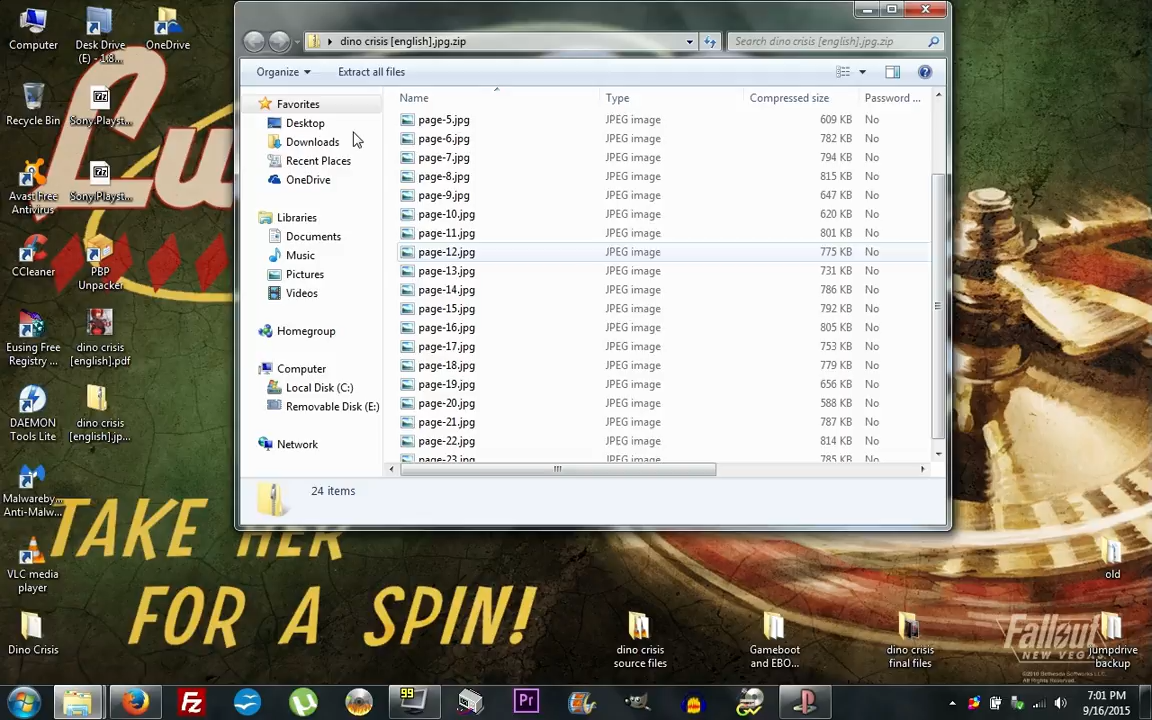 Computer
Desk Drive
(E) - 1.8...
OneDrive
Recycle Bin
Sony.Playst...
Avast Free
Antivirus
Sony.Playst...
CCleaner
PBP
Unpacker
Eusing Free
Registry ...
dino crisis
[english].pdf
DAEMON
Tools Lite
dino crisis
[english].jp...
Malwareby...
Anti-Malw...
VLC media
player
Dino Crisis
Lu
TAKE HER
FOR A SPIN!
dino crisis [english].jpg.zip
Search dino crisis [english].jpg.zip
Organize
Extract all files
Favorites
Desktop
Downloads
Recent Places
OneDrive
Libraries
Documents
Music
Pictures
Videos
Homegroup
Computer
Local Disk (C:)
Removable Disk (E:)
Network
Name Type Compressed size Password ...
page-5.jpg JPEG image 609 KB No
page-6.jpg JPEG image 782 KB No
page-7.jpg JPEG image 794 KB No
page-8.jpg JPEG image 815 KB No
page-9.jpg JPEG image 647 KB No
page-10.jpg JPEG image 620 KB No
page-11.jpg JPEG image 801 KB No
page-12.jpg JPEG image 775 KB No
page-13.jpg JPEG image 731 KB No
page-14.jpg JPEG image 786 KB No
page-15.jpg JPEG image 792 KB No
page-16.jpg JPEG image 805 KB No
page-17.jpg JPEG image 753 KB No
page-18.jpg JPEG image 779 KB No
page-19.jpg JPEG image 656 KB No
page-20.jpg JPEG image 588 KB No
page-21.jpg JPEG image 787 KB No
page-22.jpg JPEG image 814 KB No
page-23.jpg JPEG image 785 KB No
24 items
old
dino crisis
source files
Gameboot
and EBO...
dino crisis
final files
jumpdrive
backup
Fallout
NEW VEGAS
99
Pr
7:01 PM
9/16/2015